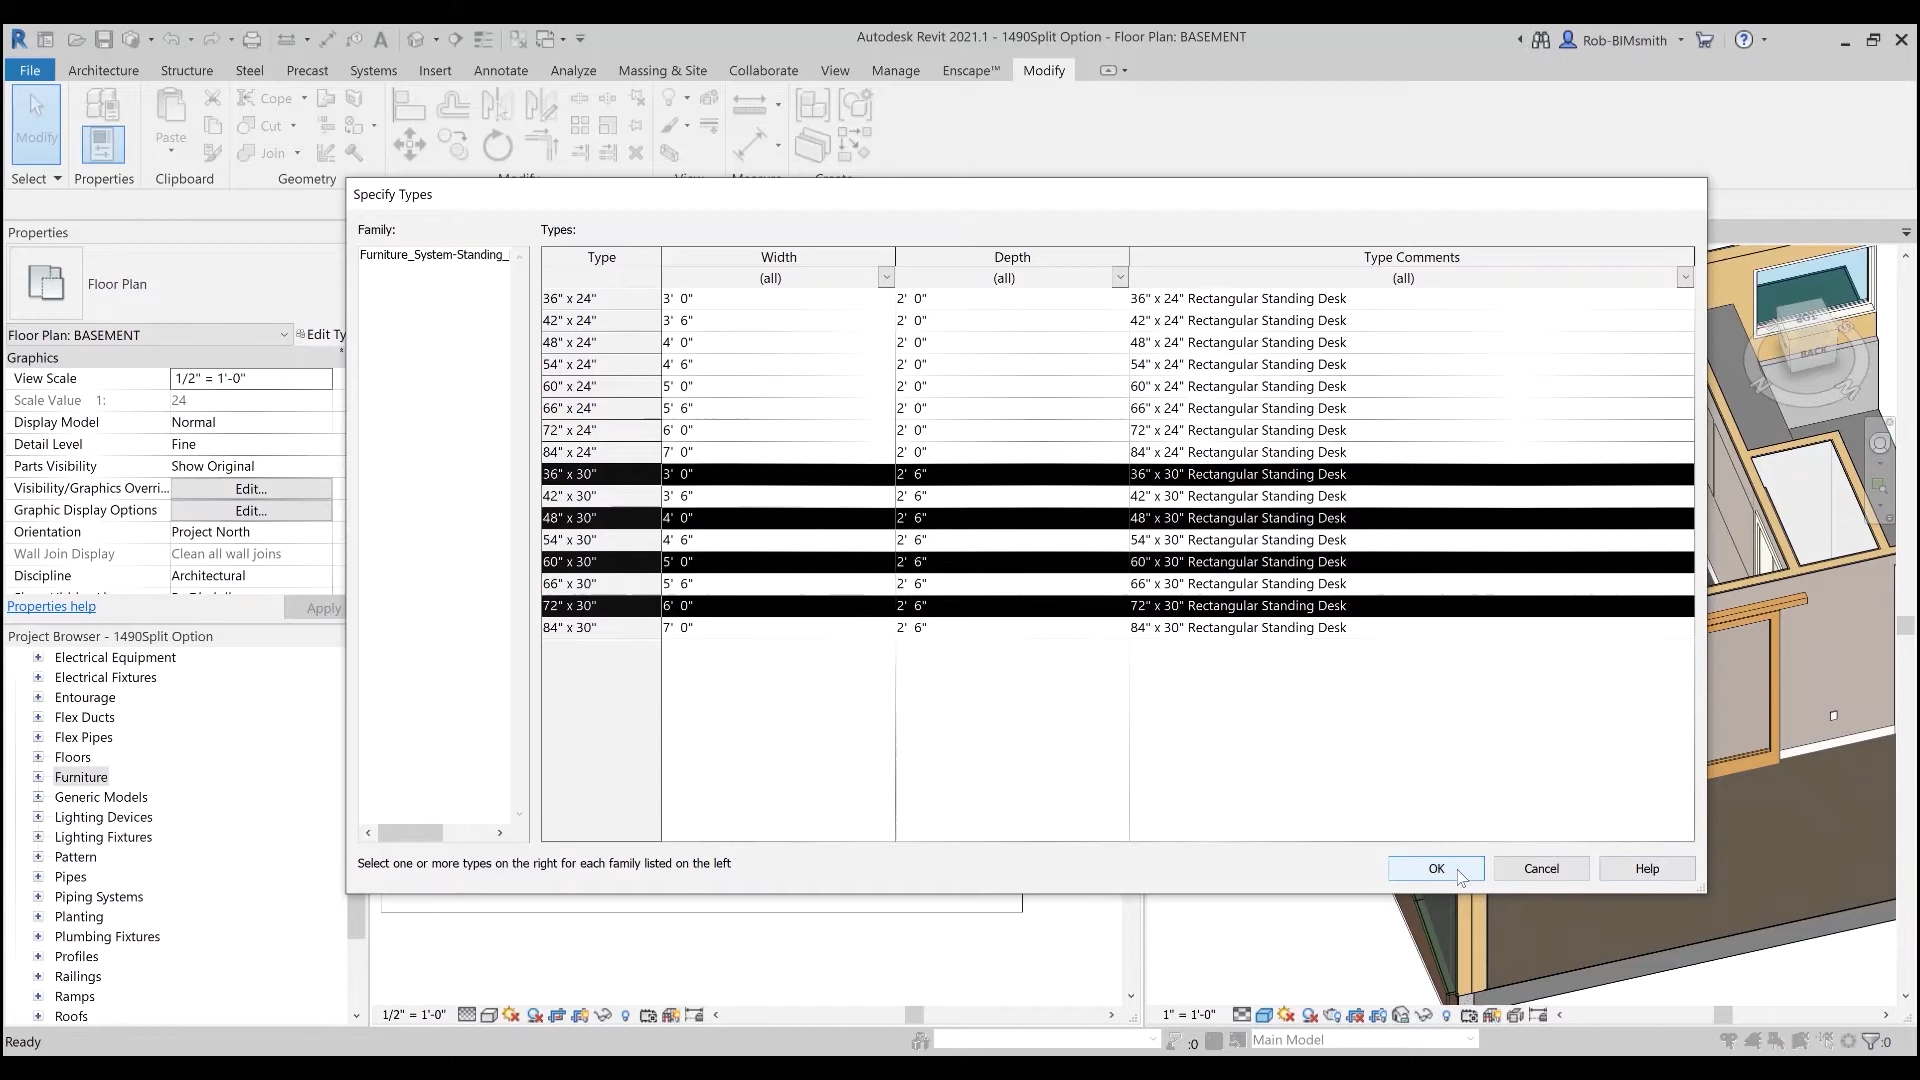 Autodesk Revit 2021.1 - 1490Split Option - Floor Plan: BASEMENT
Rob-BIMsmith
File Architecture Structure Steel Precast Systems Insert Annotate Analyze Massing & Site Collaborate View Manage Enscape™ Modify
Modify
Paste
Cope
Cut
Join
Select Properties Clipboard Geometry
Properties
Floor Plan
Floor Plan: BASEMENT
Edit Ty
Graphics
View Scale 1/2" = 1'-0"
Scale Value 1: 24
Display Model Normal
Detail Level Fine
Parts Visibility Show Original
Visibility/Graphics Overri... Edit...
Graphic Display Options Edit...
Orientation Project North
Wall Join Display Clean all wall joins
Discipline Architectural
Properties help Apply
Project Browser - 1490Split Option
Electrical Equipment
Electrical Fixtures
Entourage
Flex Ducts
Flex Pipes
Floors
Furniture
Generic Models
Lighting Devices
Lighting Fixtures
Pattern
Pipes
Piping Systems
Planting
Plumbing Fixtures
Profiles
Railings
Ramps
Roofs
Specify Types
Family:
Furniture_System-Standing_
Types:
Type Width Depth Type Comments
(all) (all) (all)
36" x 24" 3' 0" 2' 0" 36" x 24" Rectangular Standing Desk
42" x 24" 3' 6" 2' 0" 42" x 24" Rectangular Standing Desk
48" x 24" 4' 0" 2' 0" 48" x 24" Rectangular Standing Desk
54" x 24" 4' 6" 2' 0" 54" x 24" Rectangular Standing Desk
60" x 24" 5' 0" 2' 0" 60" x 24" Rectangular Standing Desk
66" x 24" 5' 6" 2' 0" 66" x 24" Rectangular Standing Desk
72" x 24" 6' 0" 2' 0" 72" x 24" Rectangular Standing Desk
84" x 24" 7' 0" 2' 0" 84" x 24" Rectangular Standing Desk
36" x 30" 3' 0" 2' 6" 36" x 30" Rectangular Standing Desk
42" x 30" 3' 6" 2' 6" 42" x 30" Rectangular Standing Desk
48" x 30" 4' 0" 2' 6" 48" x 30" Rectangular Standing Desk
54" x 30" 4' 6" 2' 6" 54" x 30" Rectangular Standing Desk
60" x 30" 5' 0" 2' 6" 60" x 30" Rectangular Standing Desk
66" x 30" 5' 6" 2' 6" 66" x 30" Rectangular Standing Desk
72" x 30" 6' 0" 2' 6" 72" x 30" Rectangular Standing Desk
84" x 30" 7' 0" 2' 6" 84" x 30" Rectangular Standing Desk
Select one or more types on the right for each family listed on the left
OK Cancel Help
BACK
1/2" = 1'-0"
1" = 1'-0"
Ready
:0
Main Model
:0